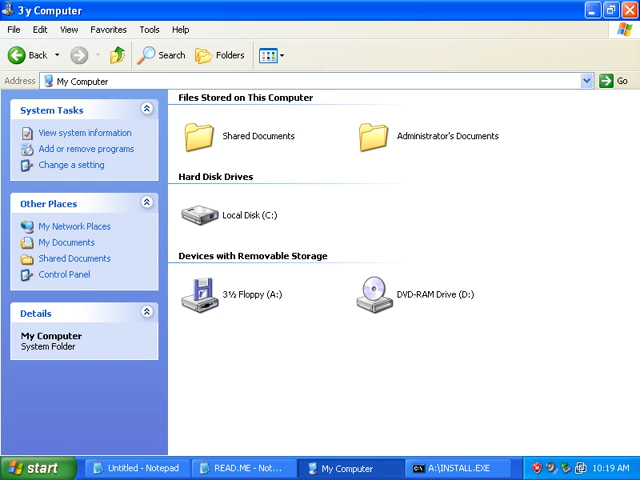 3 y Computer
File Edit View Favorites Tools Help
Back Search Folders
Address My Computer Go
System Tasks
View system information
Add or remove programs
Change a setting
Other Places
My Network Places
My Documents
Shared Documents
Control Panel
Details
My Computer
System Folder
Files Stored on This Computer
Shared Documents
Administrator's Documents
Hard Disk Drives
Local Disk (C:)
Devices with Removable Storage
3½ Floppy (A:)
DVD-RAM Drive (D:)
start Untitled - Notepad READ.ME - Not... My Computer A:\INSTALL.EXE 10:19 AM